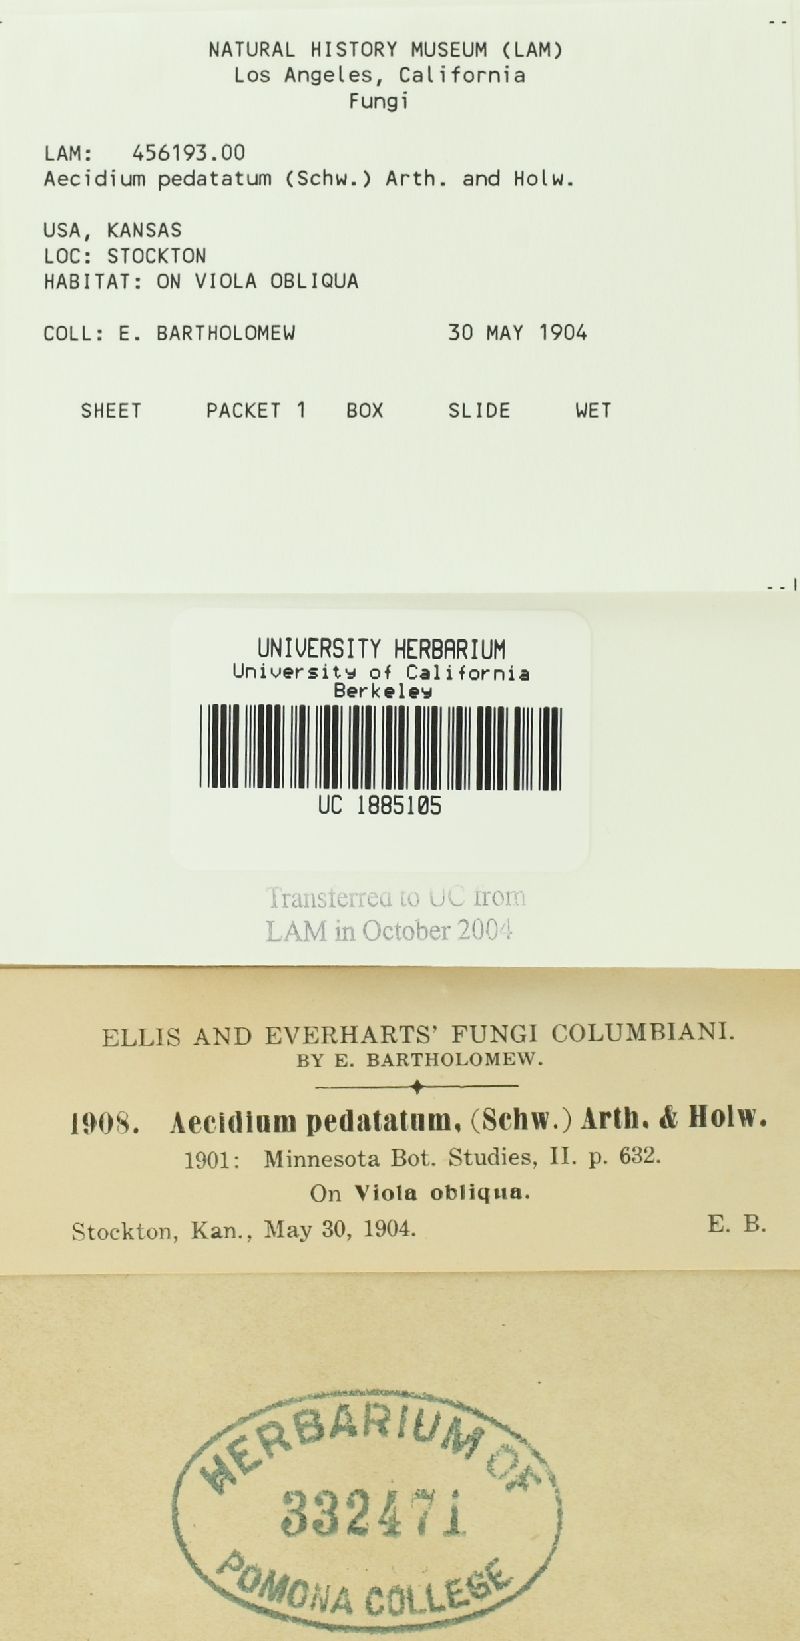 NATURAL HISTORY MUSEUM (LAM)
Los Angeles, California
Fungi
LAM: 456193.00
Aecidium pedatatum (Schw.) Arth. and Holw.
USA, KANSAS
LOC: STOCKTON
HABITAT: ON VIOLA OBLIQUA
COLL: E. BARTHOLOMEW 30 MAY 1904
SHEET PACKET 1 BOX SLIDE WET
UNIVERSITY HERBARIUM
University of California
Berkeley
UC 1885105
Transferred to UC from
LAM in October 2004
ELLIS AND EVERHARTS' FUNGI COLUMBIANI.
BY E. BARTHOLOMEW.
1908. Aecidium pedatatum, (Schw.) Arth. & Holw.
1901: Minnesota Bot. Studies, II. p. 632.
On Viola obliqua.
Stockton, Kan., May 30, 1904. E. B.
HERBARIUM OF
332471
POMONA COLLEGE